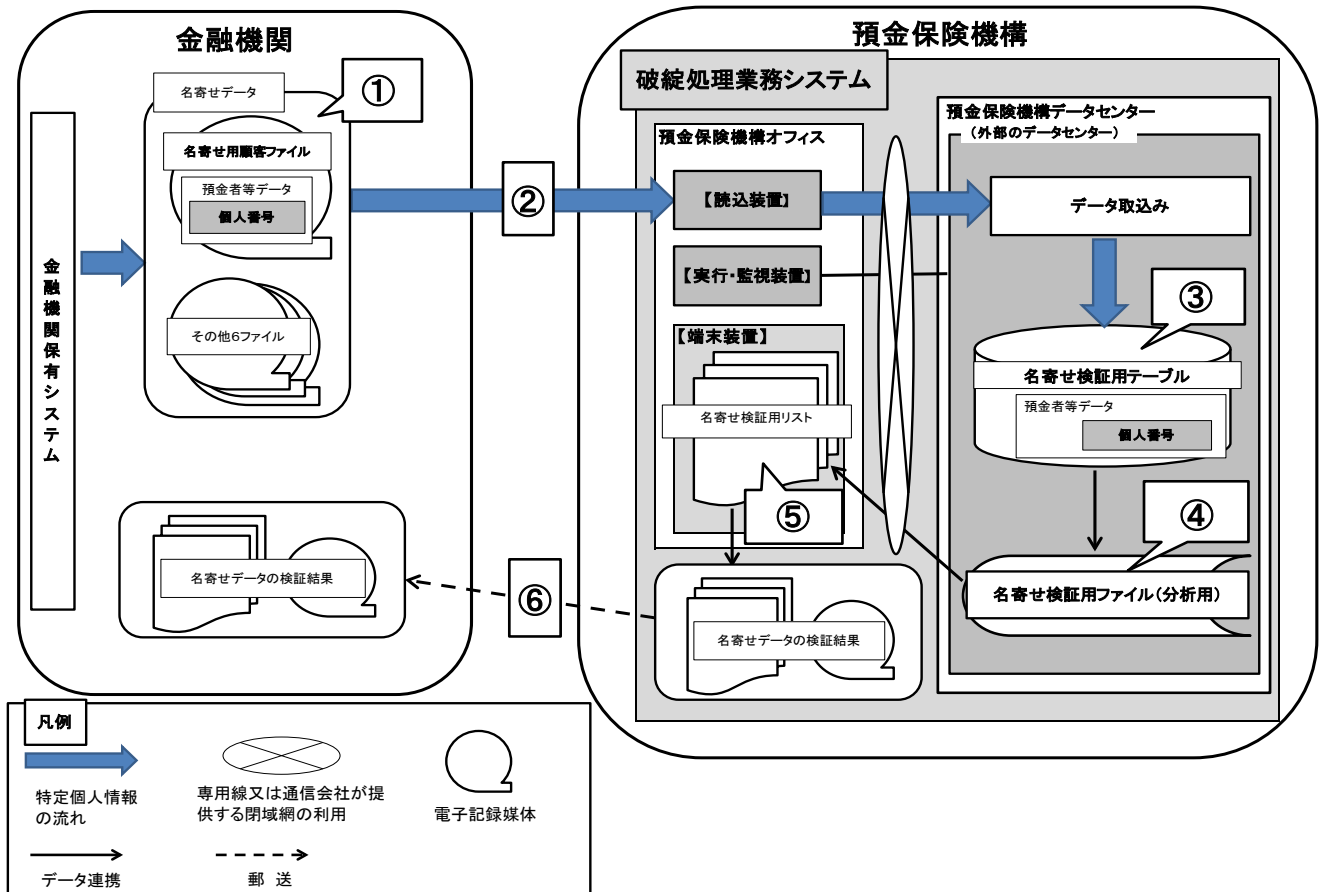 金融機関
名寄せデータ
①
名寄せ用顧客ファイル
預金者等データ
個人番号
その他6ファイル
金融機関保有システム
名寄せデータの検証結果
②
⑥
預金保険機構
破綻処理業務システム
預金保険機構オフィス
【読込装置】
【実行・監視装置】
【端末装置】
名寄せ検証用リスト
⑤
名寄せデータの検証結果
預金保険機構データセンター
(外部のデータセンター)
データ取込み
③
名寄せ検証用テーブル
預金者等データ
個人番号
④
名寄せ検証用ファイル(分析用)
凡例
特定個人情報
の流れ
専用線又は通信会社が提
供する閉域網の利用
電子記録媒体
データ連携
郵 送